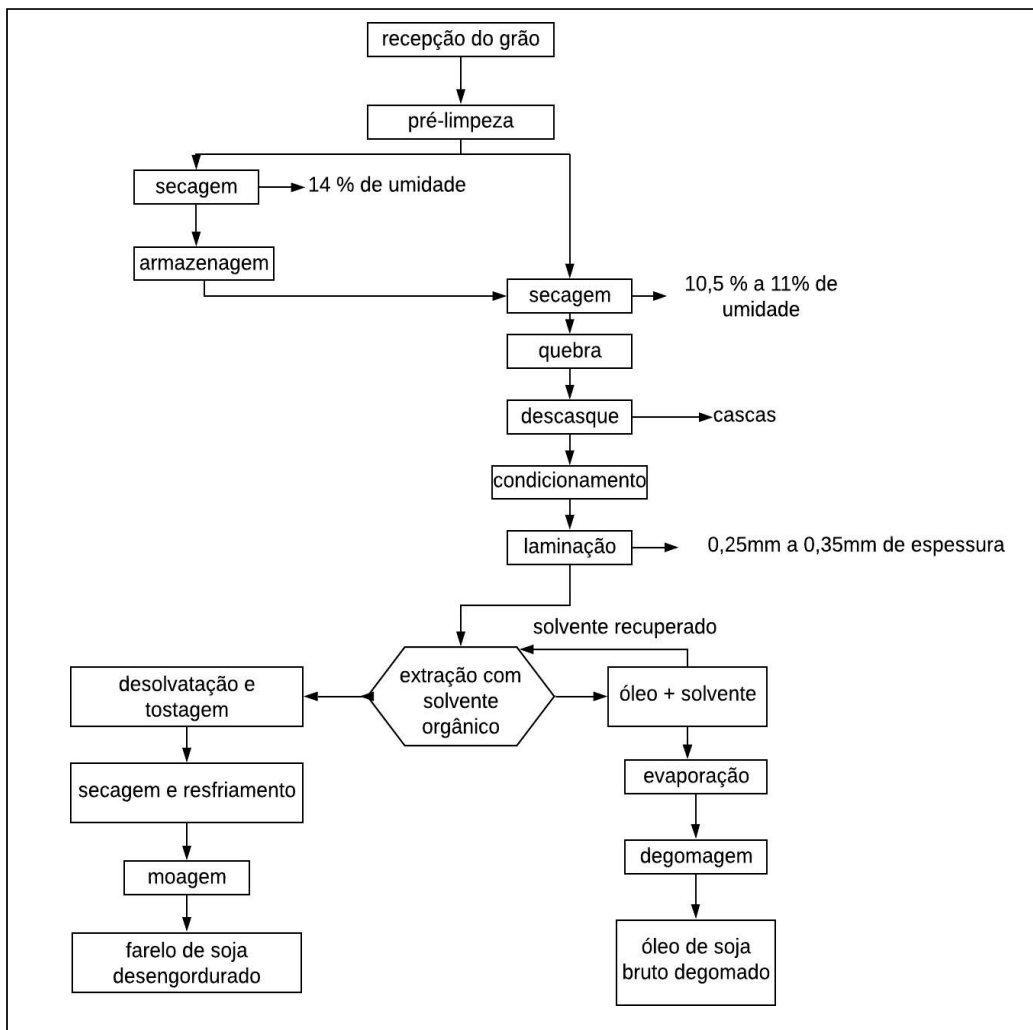 recepção do grão
pré-limpeza
secagem
14 % de umidade
armazenagem
secagem
10,5 % a 11% de
umidade
quebra
descasque
cascas
condicionamento
laminação
0,25mm a 0,35mm de espessura
solvente recuperado
extração com
solvente
orgânico
desolvatação e
tostagem
óleo + solvente
secagem e resfriamento
evaporação
moagem
degomagem
farelo de soja
desengordurado
óleo de soja
bruto degomado